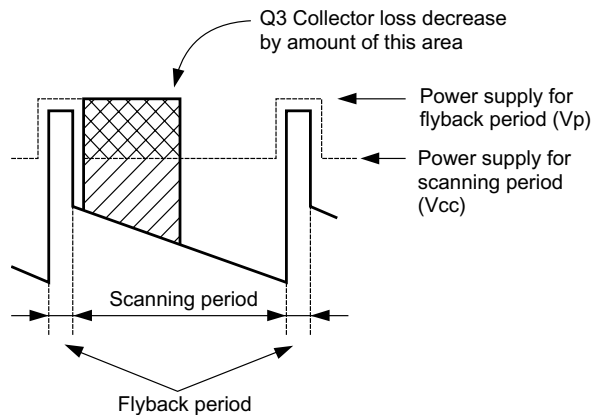 Q3 Collector loss decrease
by amount of this area
Power supply for
flyback period (Vp)
Power supply for
scanning period
(Vcc)
Scanning period
Flyback period